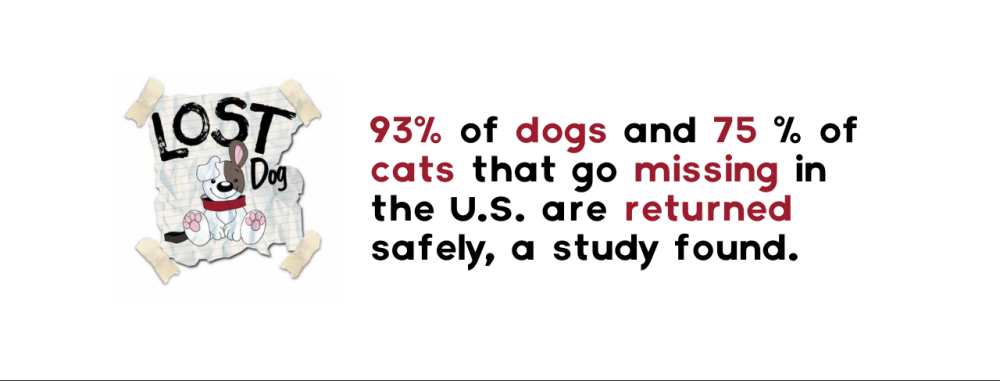 LOST
Dog
93% of dogs and 75 % of
cats that go missing in
the U.S. are returned
safely, a study found.